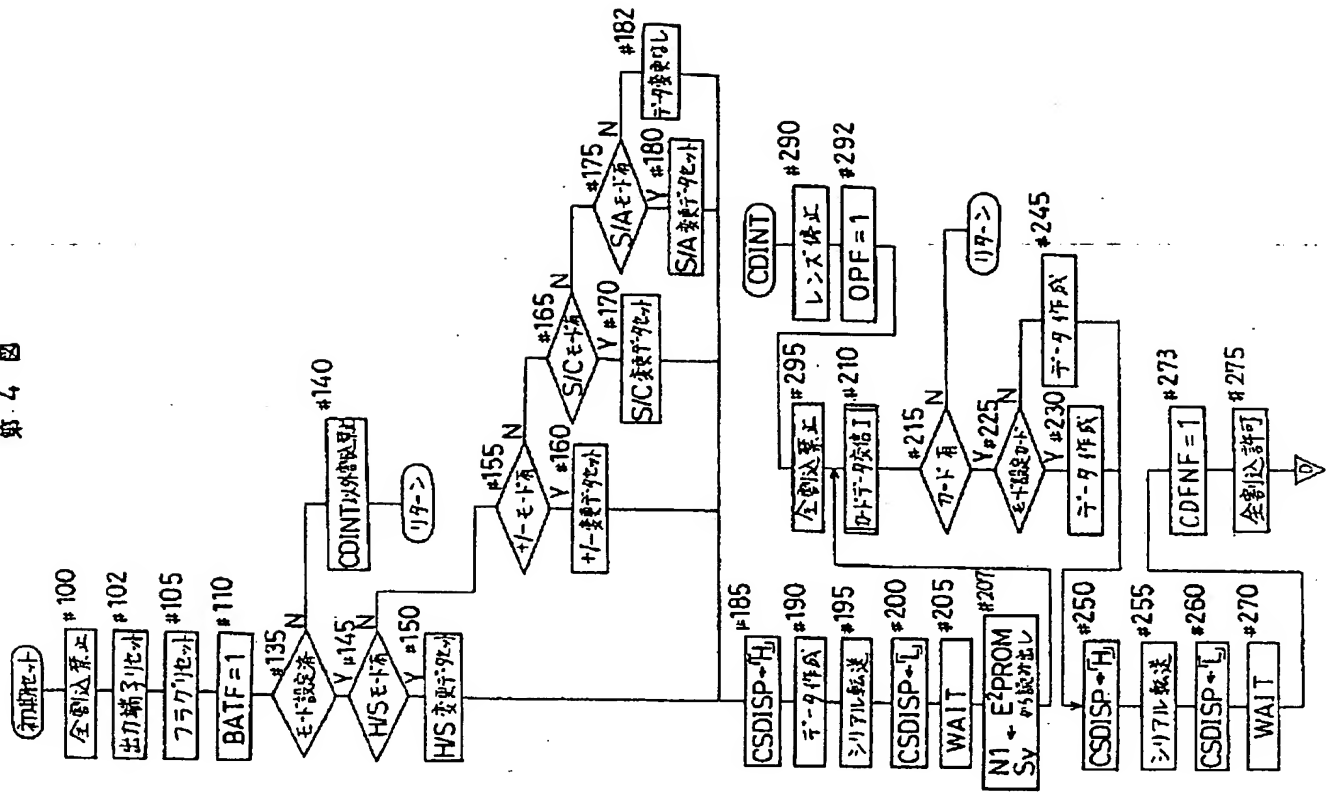 第4図
初期セット
全割込禁止 #100
出力端子リセット #102
フラグリセット #105
BATF=1 #110
モード設定済 #135
N
Y
CDINT以外割込禁止 #140
リターン
H/Sモード有 #145
N
Y
H/S変更データセット #150
+/-モード有 #155
N
Y
+/-変更データセット #160
S/Cモード有 #165
N
Y
S/C変更データセット #170
S/Aモード有 #175
N
Y
S/A変更データセット #180
データ変更なし #182
CSDISP←「H」 #185
データ作成 #190
シリアル転送 #195
CSDISP←「L」 #200
WAIT #205
N1 Sv ← E²PROMから読み出し #207
CDINT
レンズ停止 #290
OPF=1 #292
全割込禁止 #295
カードデータ交信I #210
カード有 #215
N
Y
リターン
モード設定カード #225
N
Y
データ作成 #230
データ作成 #245
CSDISP←「H」 #250
シリアル転送 #255
CSDISP←「L」 #260
WAIT #270
CDFNF=1 #273
全割込許可 #275
D